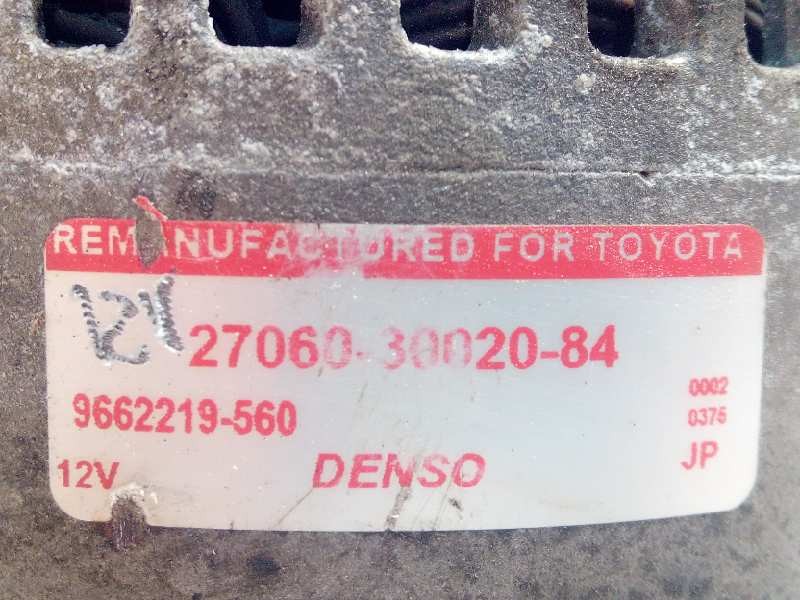 REMANUFACTURED FOR TOYOTA
27060-30020-84
9662219-560
0002
0375
12V
DENSO
JP